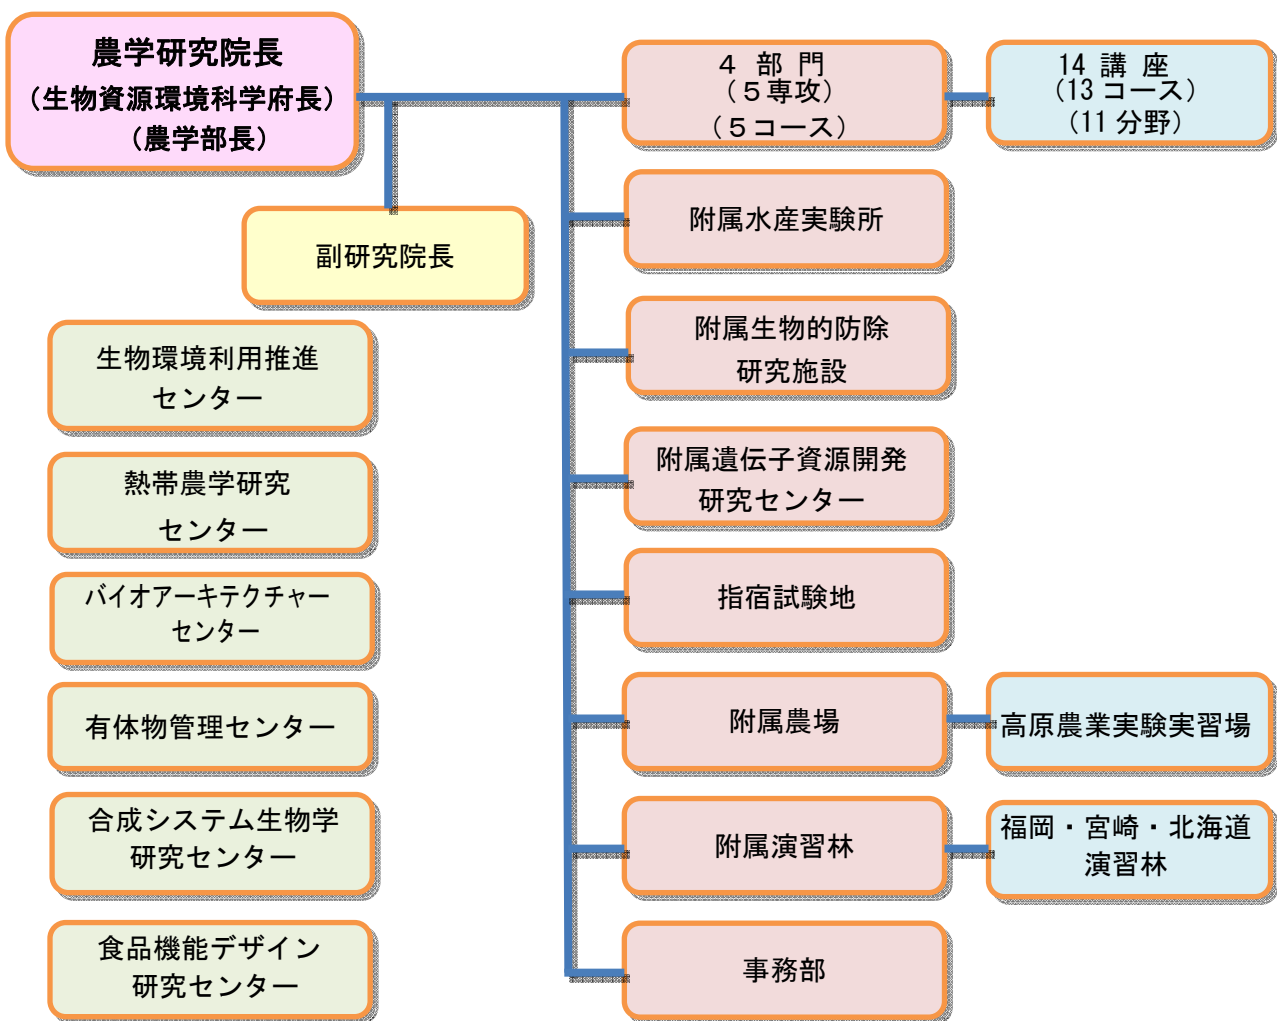 農学研究院長
（生物資源環境科学府長）
（農学部長）
副研究院長
生物環境利用推進
センター
熱帯農学研究
センター
バイオアーキテクチャー
センター
有体物管理センター
合成システム生物学
研究センター
食品機能デザイン
研究センター
４ 部 門
（５専攻）
（５コース）
附属水産実験所
附属生物的防除
研究施設
附属遺伝子資源開発
研究センター
指宿試験地
附属農場
附属演習林
事務部
14 講 座
（13 コース）
（11 分野）
高原農業実験実習場
福岡・宮崎・北海道
演習林